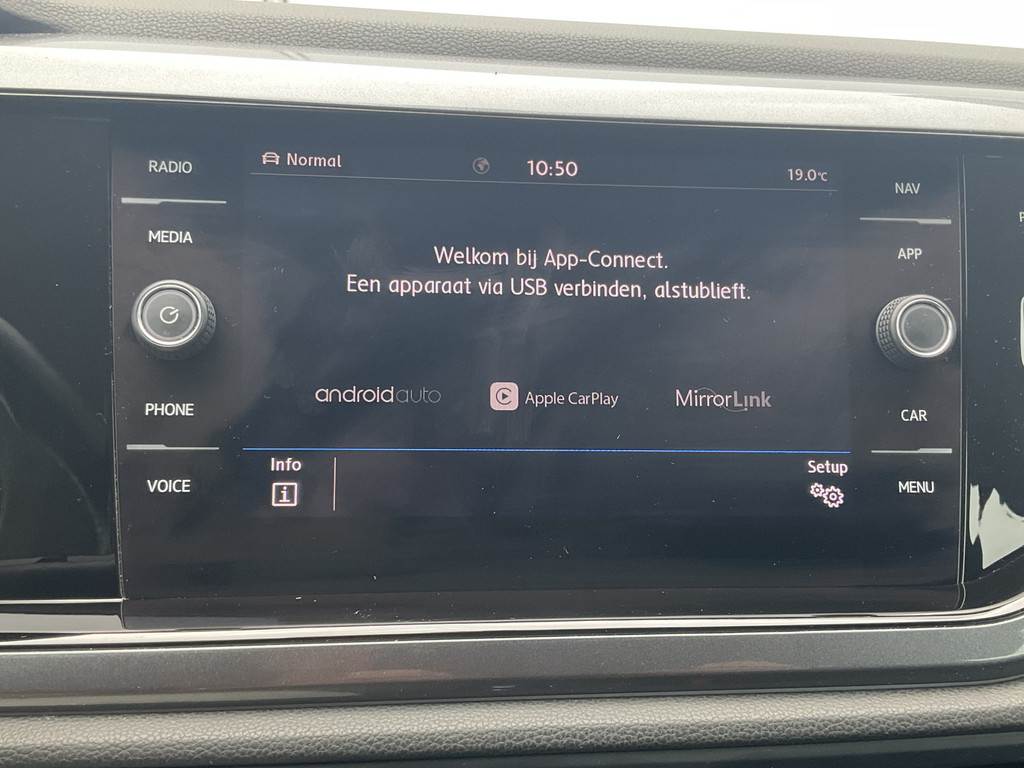 RADIO
MEDIA
PHONE
VOICE
Normal
10:50
19.0°C
Welkom bij App-Connect.
Een apparaat via USB verbinden, alstublieft.
androidauto
Apple CarPlay
MirrorLink
Info
i
Setup
NAV
APP
CAR
MENU